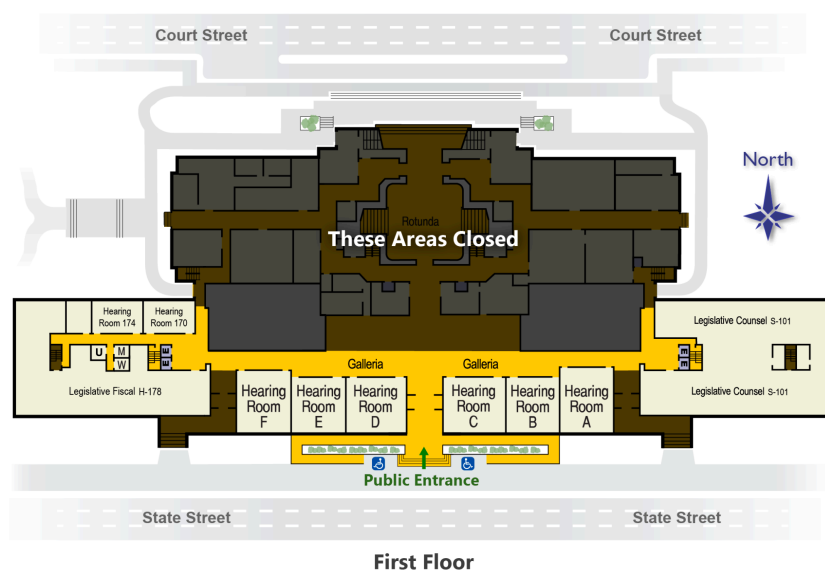 Court Street
Court Street
North
Rotunda
These Areas Closed
Hearing
Room 174
Hearing
Room 170
Legislative Counsel S-101
U
M
W
E
E
E
E
Galleria
Galleria
Legislative Fiscal H-178
Legislative Counsel S-101
Hearing
Room
F
Hearing
Room
E
Hearing
Room
D
Hearing
Room
C
Hearing
Room
B
Hearing
Room
A
Public Entrance
State Street
State Street
First Floor